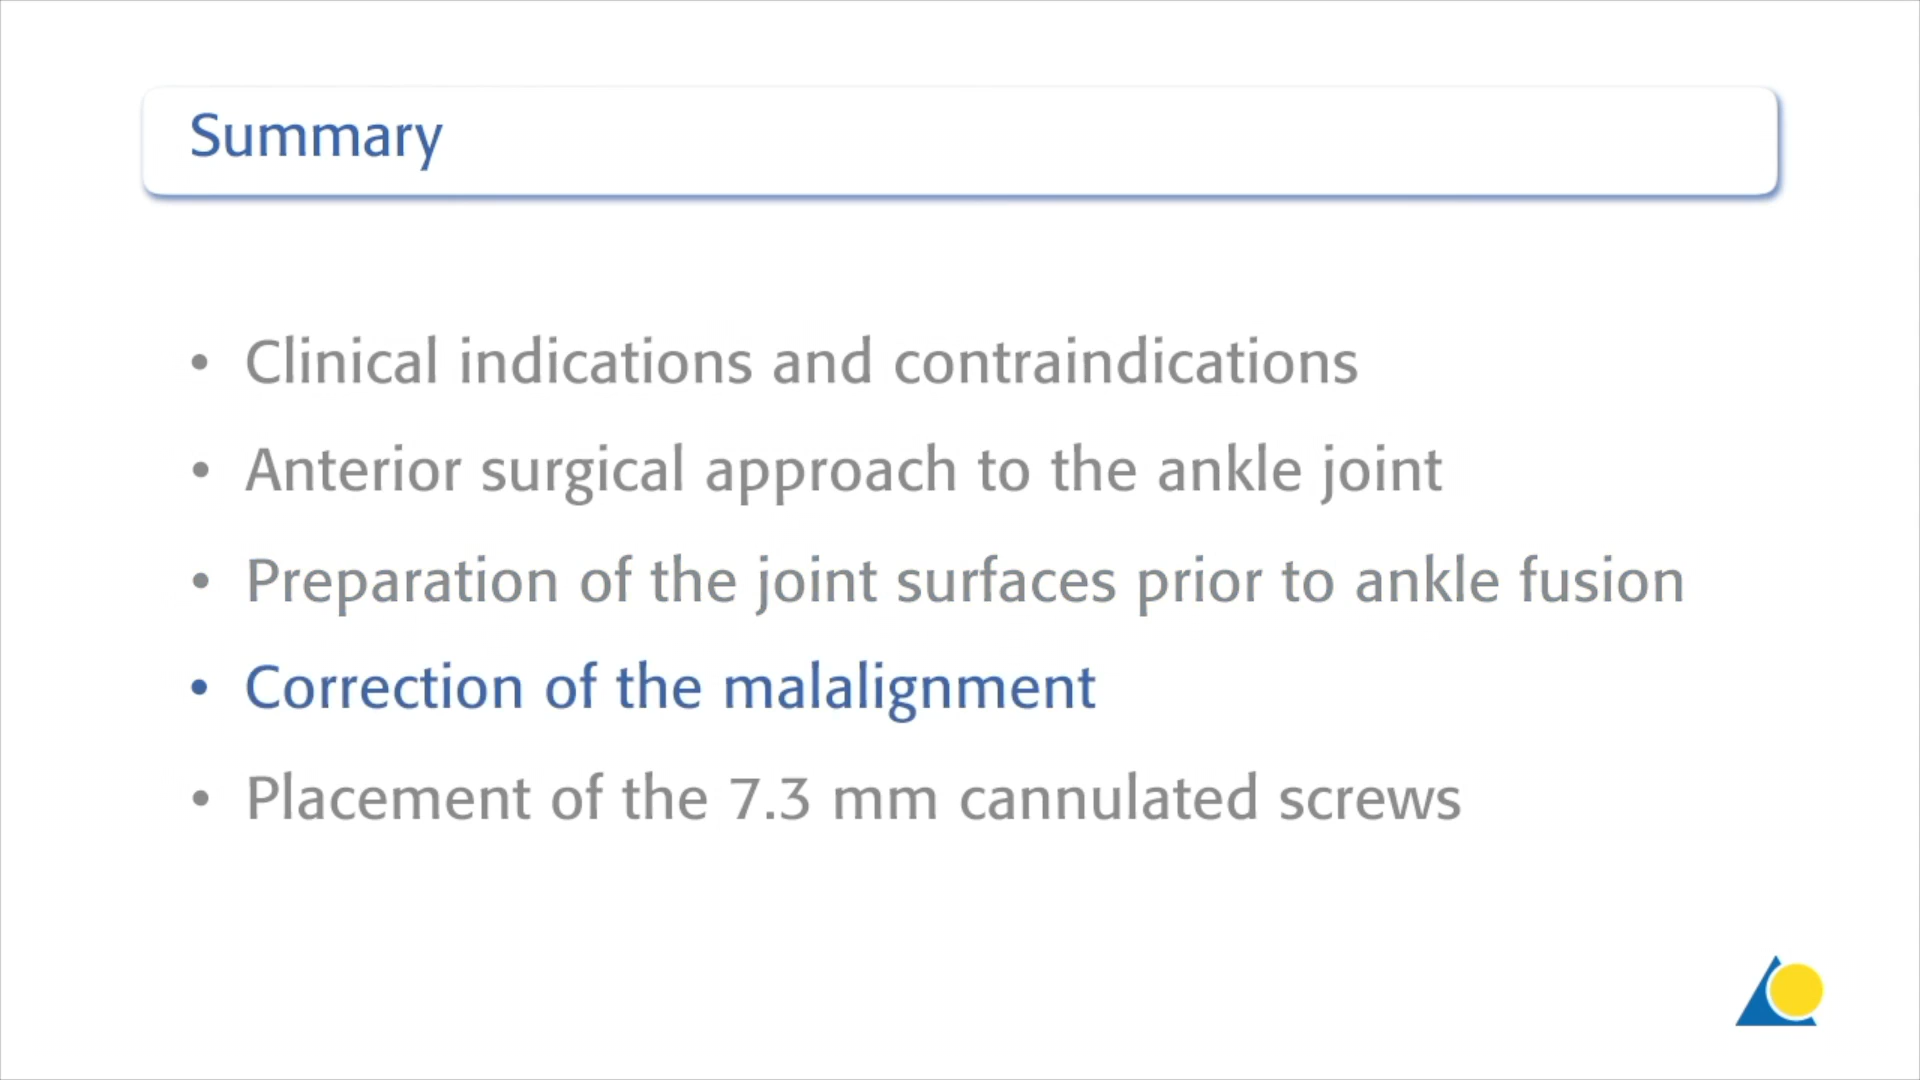 Summary
• Clinical indications and contraindications
• Anterior surgical approach to the ankle joint
• Preparation of the joint surfaces prior to ankle fusion
• Correction of the malalignment
• Placement of the 7.3 mm cannulated screws